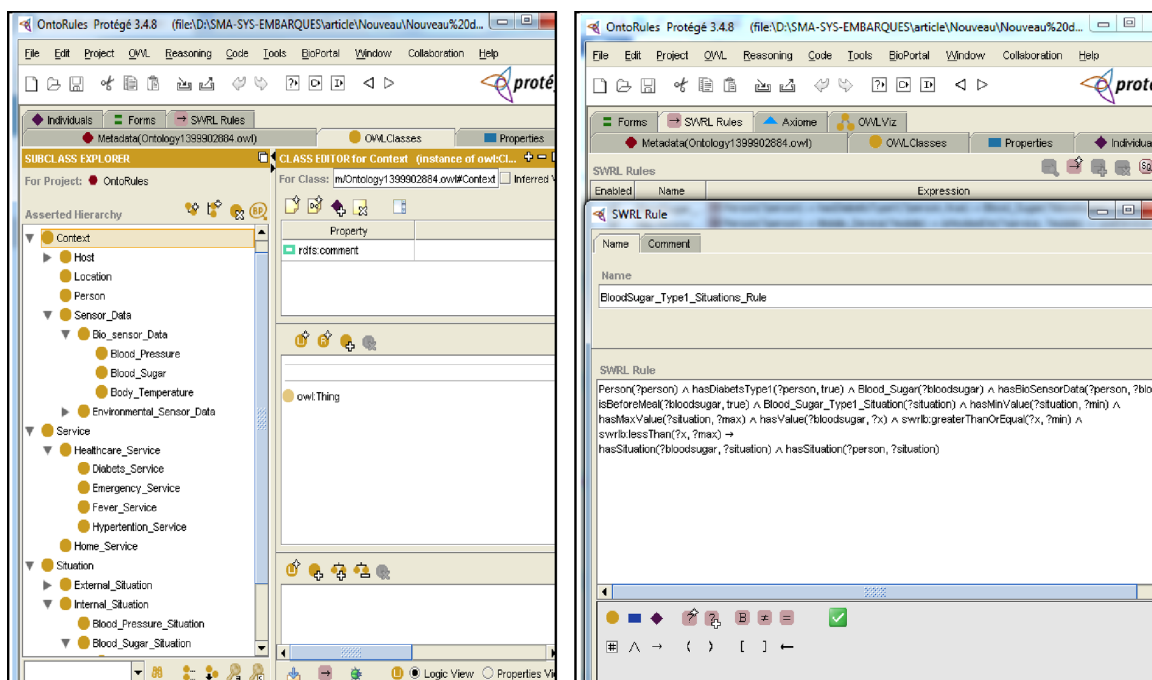 OntoRules Protégé 3.4.8 (file:\D:\SMA-SYS-EMBARQUES\article\Nouveau\Nouveau%20d...
File Edit Project OWL Reasoning Code Tools BioPortal Window Collaboration Help
proté
Individuals Forms SWRL Rules
Metadata(Ontology1399902884.owl) OWLClasses Properties
SUBCLASS EXPLORER
For Project: OntoRules
Asserted Hierarchy
Context
Host
Location
Person
Sensor_Data
Bio_sensor_Data
Blood_Pressure
Blood_Sugar
Body_Temperature
Environmental_Sensor_Data
Service
Healthcare_Service
Diabets_Service
Emergency_Service
Fever_Service
Hypertention_Service
Home_Service
Situation
External_Situation
Internal_Situation
Blood_Pressure_Situation
Blood_Sugar_Situation
CLASS EDITOR for Context (instance of owl:Cl...
For Class: m/Ontology1399902884.owl#Context Inferred V
Property
rdfs:comment
owl:Thing
Logic View Properties Vi
OntoRules Protégé 3.4.8 (file:\D:\SMA-SYS-EMBARQUES\article\Nouveau\Nouveau%20d...
File Edit Project OWL Reasoning Code Tools BioPortal Window Collaboration Help
proté
Forms SWRL Rules Axiome OWLViz
Metadata(Ontology1399902884.owl) OWLClasses Properties Individua
SWRL Rules
Enabled Name Expression
SWRL Rule
Name Comment
Name
BloodSugar_Type1_Situations_Rule
SWRL Rule
Person(?person) ∧ hasDiabetsType1(?person, true) ∧ Blood_Sugar(?bloodsugar) ∧ hasBioSensorData(?person, ?blo
isBeforeMeal(?bloodsugar, true) ∧ Blood_Sugar_Type1_Situation(?situation) ∧ hasMinValue(?situation, ?min) ∧
hasMaxValue(?situation, ?max) ∧ hasValue(?bloodsugar, ?x) ∧ swrlb:greaterThanOrEqual(?x, ?min) ∧
swrlb:lessThan(?x, ?max) →
hasSituation(?bloodsugar, ?situation) ∧ hasSituation(?person, ?situation)
∧ → ( ) [ ] ←